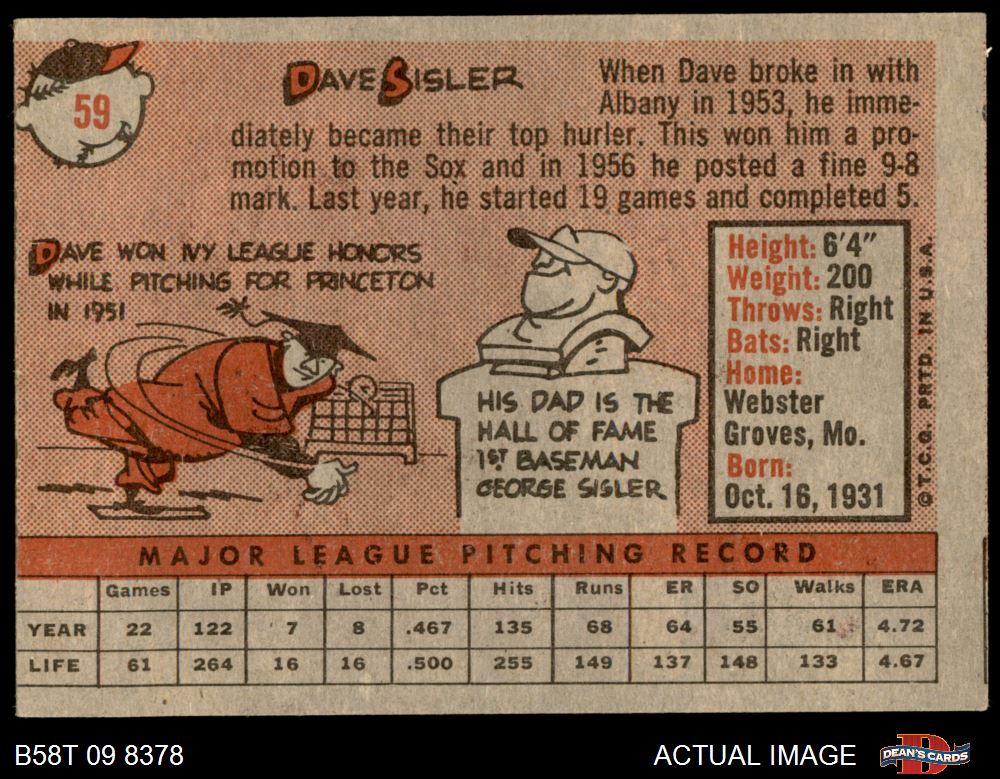 59
DAVE SISLER
When Dave broke in with
Albany in 1953, he imme-
diately became their top hurler. This won him a pro-
motion to the Sox and in 1956 he posted a fine 9-8
mark. Last year, he started 19 games and completed 5.
DAVE WON IVY LEAGUE HONORS
WHILE PITCHING FOR PRINCETON
IN 1951
HIS DAD IS THE
HALL OF FAME
1ST BASEMAN
GEORGE SISLER
Height: 6'4"
Weight: 200
Throws: Right
Bats: Right
Home:
Webster
Groves, Mo.
Born:
Oct. 16, 1931
© T.C.G. PRTD. IN U.S.A.
MAJOR LEAGUE PITCHING RECORD
Games IP Won Lost Pct Hits Runs ER SO Walks ERA
YEAR 22 122 7 8 .467 135 68 64 55 61 4.72
LIFE 61 264 16 16 .500 255 149 137 148 133 4.67
B58T 09 8378
ACTUAL IMAGE
DEAN'S CARDS